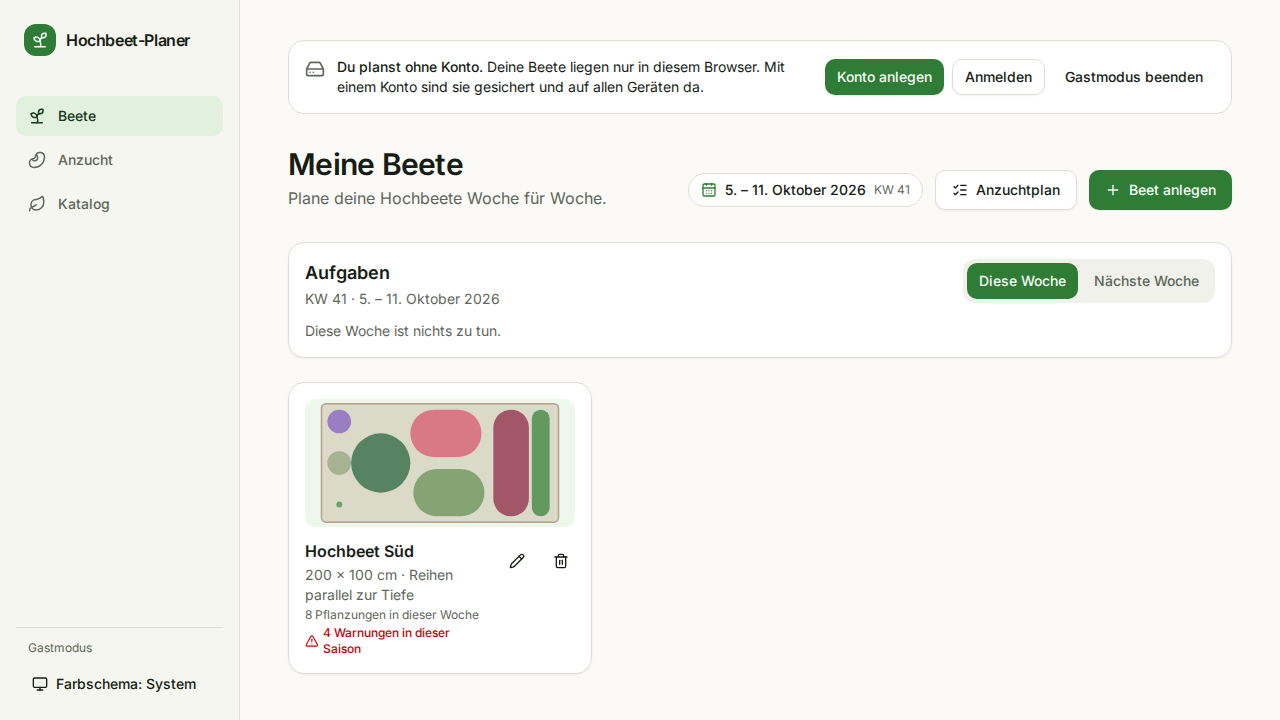 Hochbeet-Planer
Beete
Anzucht
Katalog
Gastmodus
Farbschema: System
Du planst ohne Konto. Deine Beete liegen nur in diesem Browser. Mit
einem Konto sind sie gesichert und auf allen Geräten da.
Konto anlegen
Anmelden
Gastmodus beenden
Meine Beete
Plane deine Hochbeete Woche für Woche.
5. – 11. Oktober 2026 KW 41
Anzuchtplan
Beet anlegen
Aufgaben
KW 41 · 5. – 11. Oktober 2026
Diese Woche ist nichts zu tun.
Diese Woche
Nächste Woche
Hochbeet Süd
200 × 100 cm · Reihen
parallel zur Tiefe
8 Pflanzungen in dieser Woche
4 Warnungen in dieser
Saison